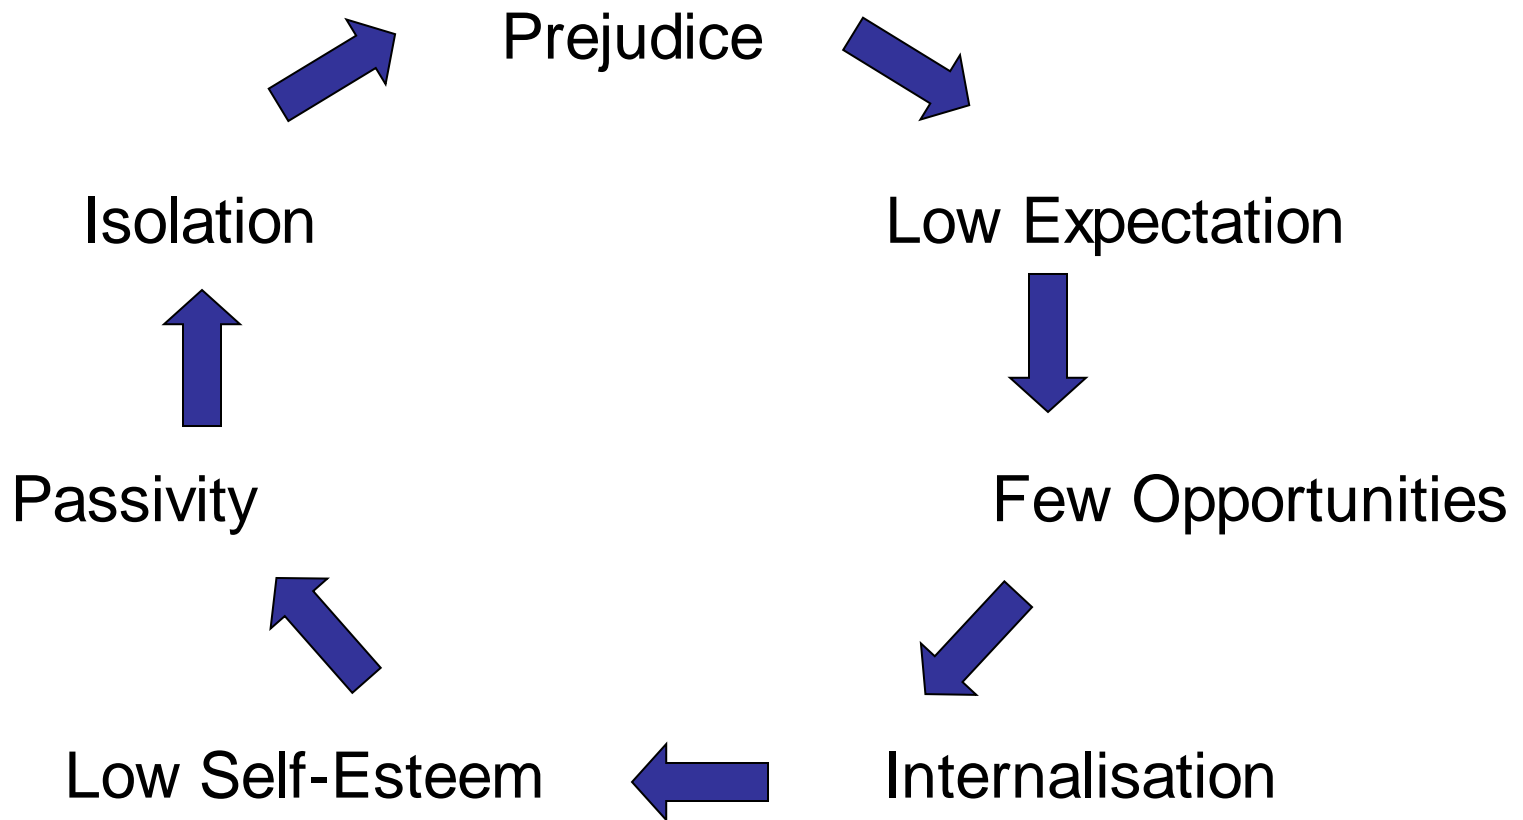 Prejudice
Isolation
Low Expectation
Passivity
Few Opportunities
Low Self-Esteem
Internalisation